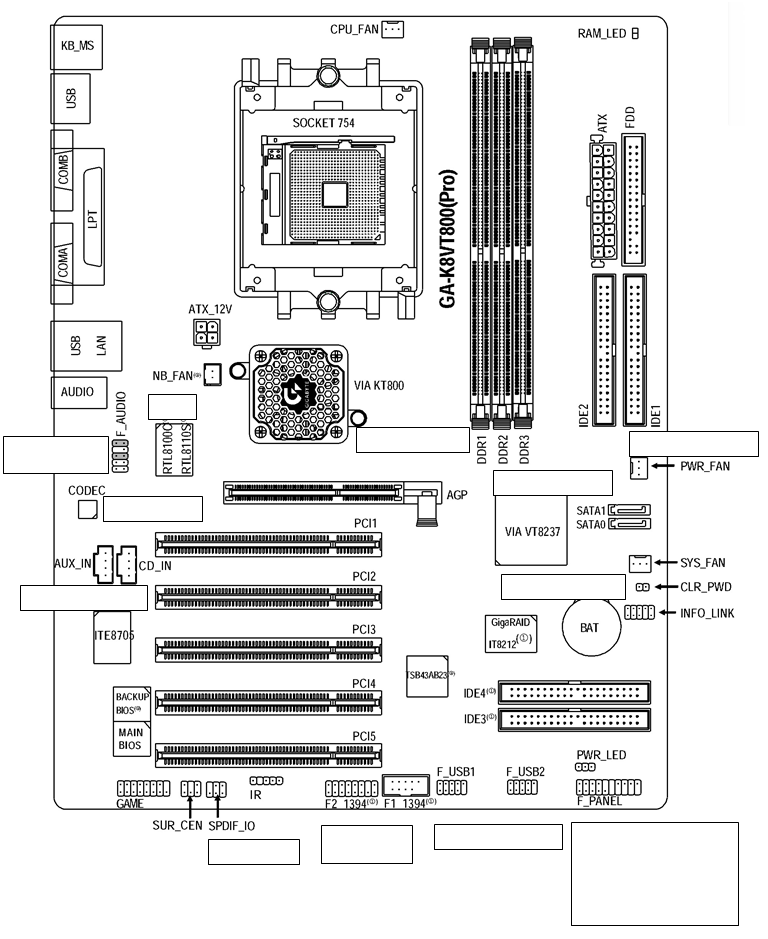 CPU_FAN
RAM_LED
KB_MS
USB
SOCKET 754
ATX
FDD
COMB
LPT
COMA
GA-K8VT800(Pro)
ATX_12V
USB
LAN
NB_FAN
VIA KT800
AUDIO
F_AUDIO
RTL8100C
RTL8110S
DDR1
DDR2
DDR3
IDE2
IDE1
PWR_FAN
CODEC
AGP
VIA VT8237
SATA1
SATA0
PCI1
AUX_IN
CD_IN
SYS_FAN
PCI2
CLR_PWD
INFO_LINK
ITE8705
PCI3
GigaRAID
IT8212(①)
BAT
TSB43AB23
PCI4
BACKUP
BIOS
IDE4
IDE3
MAIN
BIOS
PCI5
PWR_LED
GAME
IR
F2_1394
F1_1394
F_USB1
F_USB2
F_PANEL
SUR_CEN
SPDIF_IO